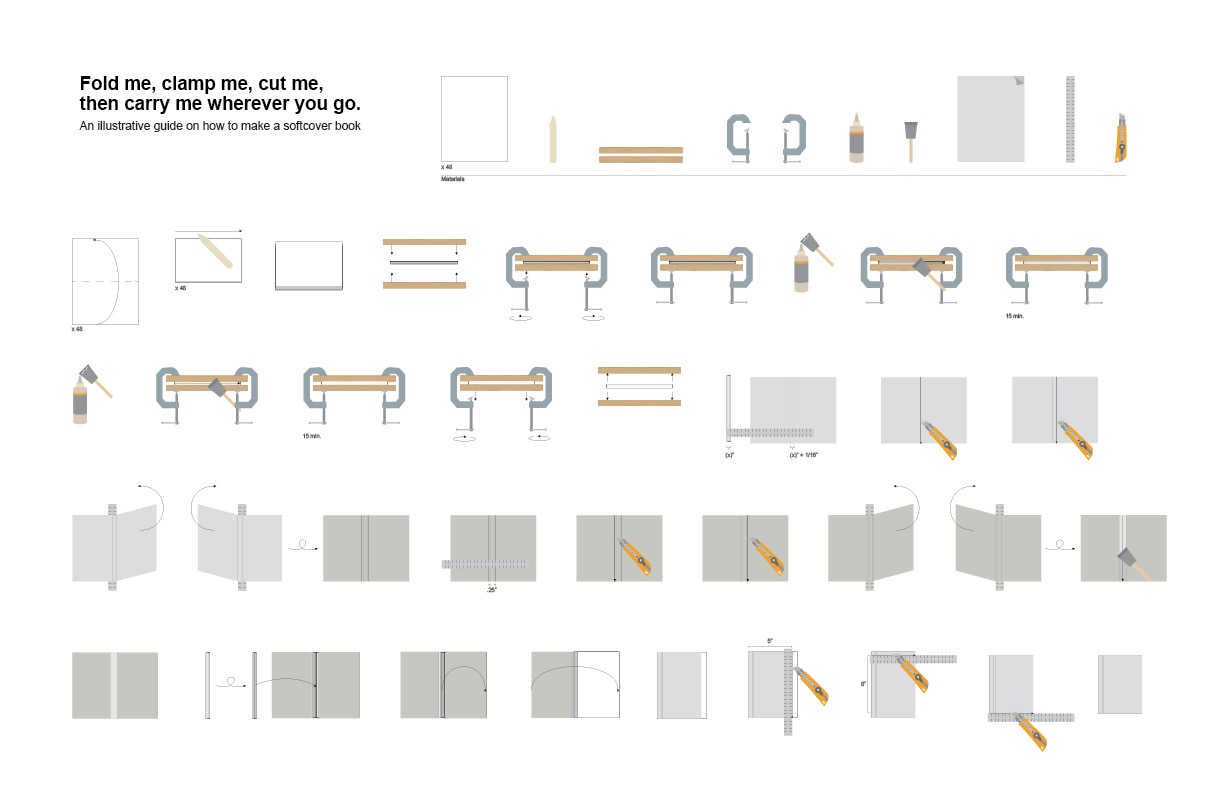 Fold me, clamp me, cut me,
then carry me wherever you go.
An illustrative guide on how to make a softcover book
x 48
Materials
x 48
x 48
15 min.
15 min.
(x)"
(x)" + 1/16"
.25"
5"